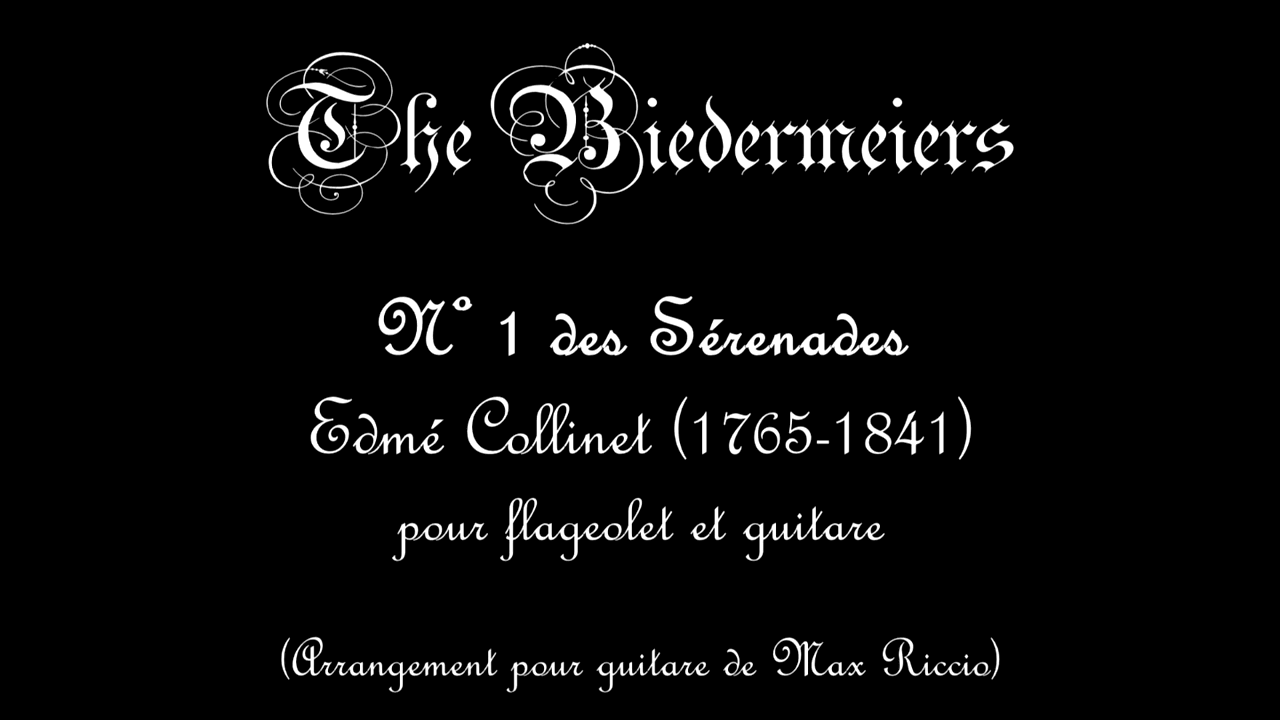 The Biedermeiers
N° 1 des Sérenades
Edmé Collinet (1765-1841)
pour flageolet et guitare
(Arrangement pour guitare de Max Riccio)